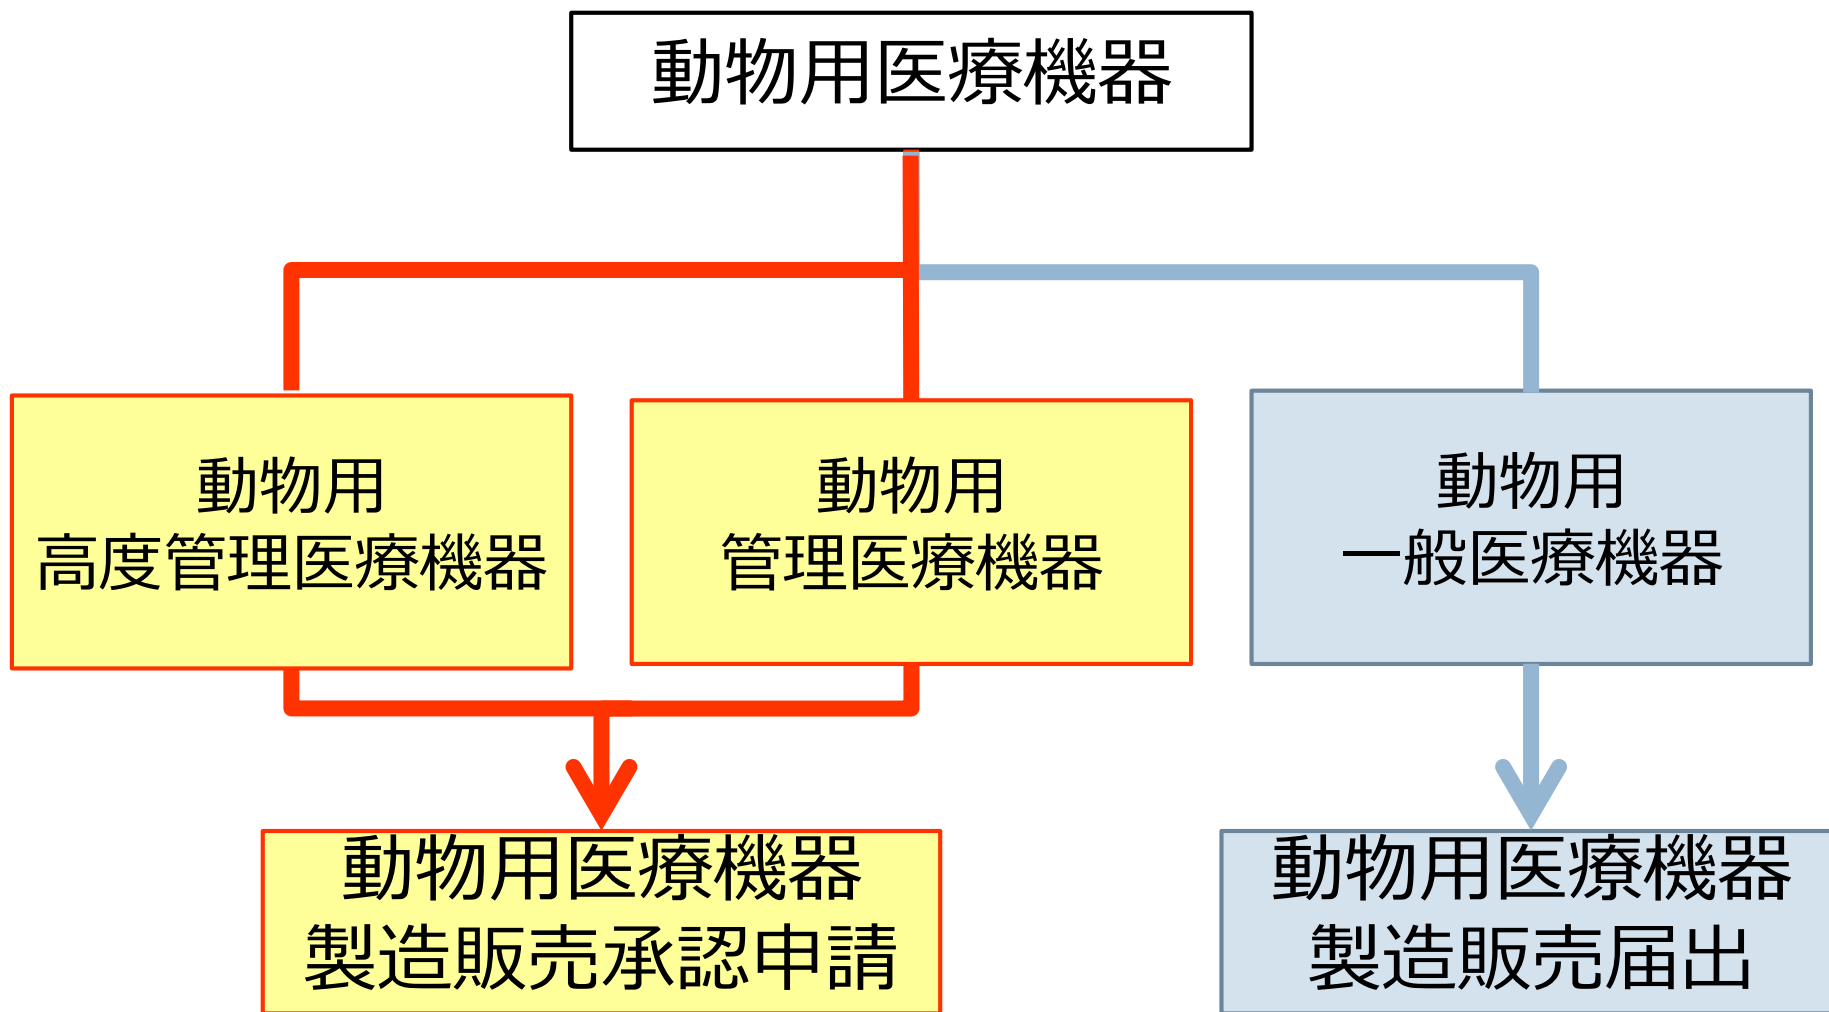 動物用医療機器
動物用
高度管理医療機器
動物用
管理医療機器
動物用
一般医療機器
動物用医療機器
製造販売承認申請
動物用医療機器
製造販売届出